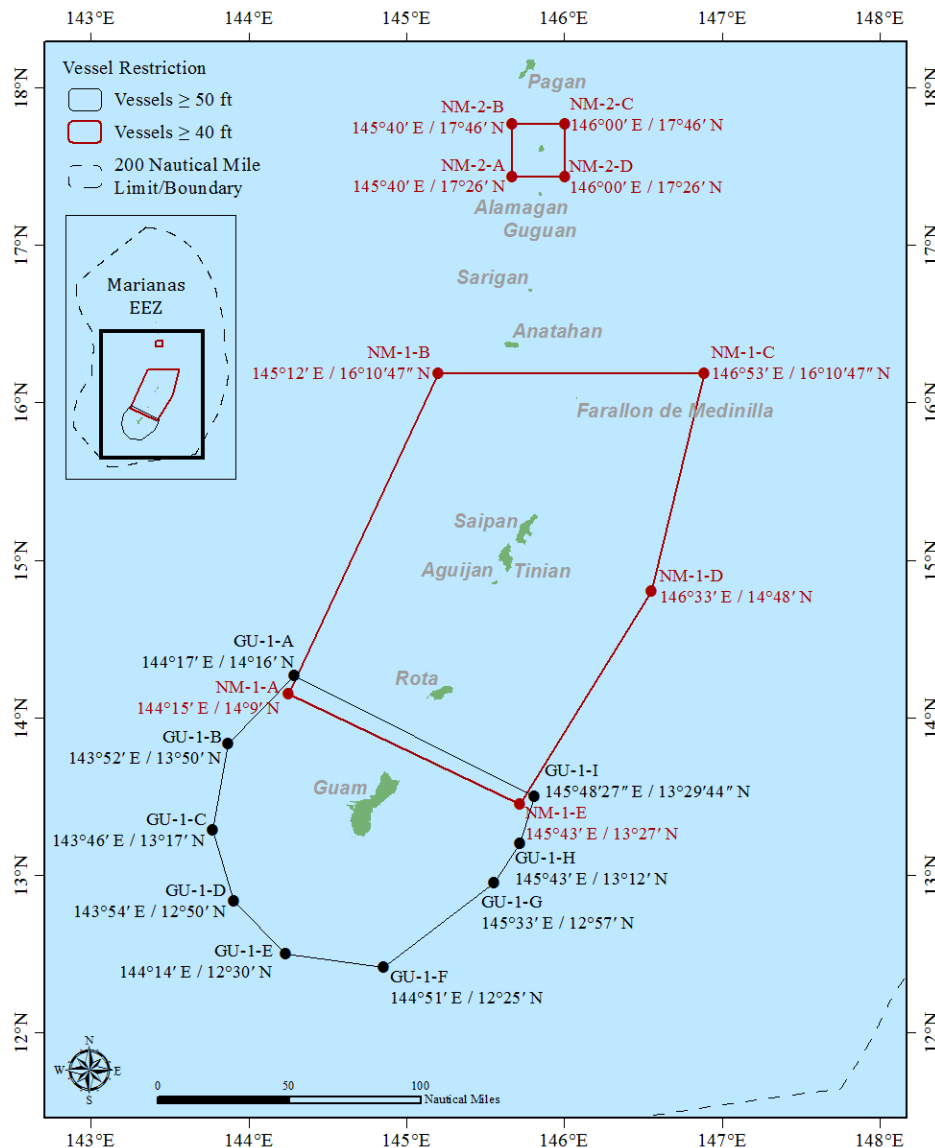 143°E 144°E 145°E 146°E 147°E 148°E
18°N 18°N
17°N 17°N
16°N 16°N
15°N 15°N
14°N 14°N
13°N 13°N
12°N 12°N
Vessel Restriction
Vessels ≥ 50 ft
Vessels ≥ 40 ft
200 Nautical Mile
Limit/Boundary
Marianas
EEZ
Pagan
NM-2-B
145°40′ E / 17°46′ N
NM-2-C
146°00′ E / 17°46′ N
NM-2-A
145°40′ E / 17°26′ N
NM-2-D
146°00′ E / 17°26′ N
Alamagan
Guguan
Sarigan
Anatahan
NM-1-B
145°12′ E / 16°10′47″ N
NM-1-C
146°53′ E / 16°10′47″ N
Farallon de Medinilla
Saipan
Aguijan
Tinian
NM-1-D
146°33′ E / 14°48′ N
GU-1-A
144°17′ E / 14°16′ N
NM-1-A
144°15′ E / 14°9′ N
Rota
GU-1-B
143°52′ E / 13°50′ N
Guam
GU-1-I
145°48′27″ E / 13°29′44″ N
NM-1-E
145°43′ E / 13°27′ N
GU-1-C
143°46′ E / 13°17′ N
GU-1-H
145°43′ E / 13°12′ N
GU-1-G
145°33′ E / 12°57′ N
GU-1-D
143°54′ E / 12°50′ N
GU-1-E
144°14′ E / 12°30′ N
GU-1-F
144°51′ E / 12°25′ N
N
W E
S
0 50 100
Nautical Miles
143°E 144°E 145°E 146°E 147°E 148°E